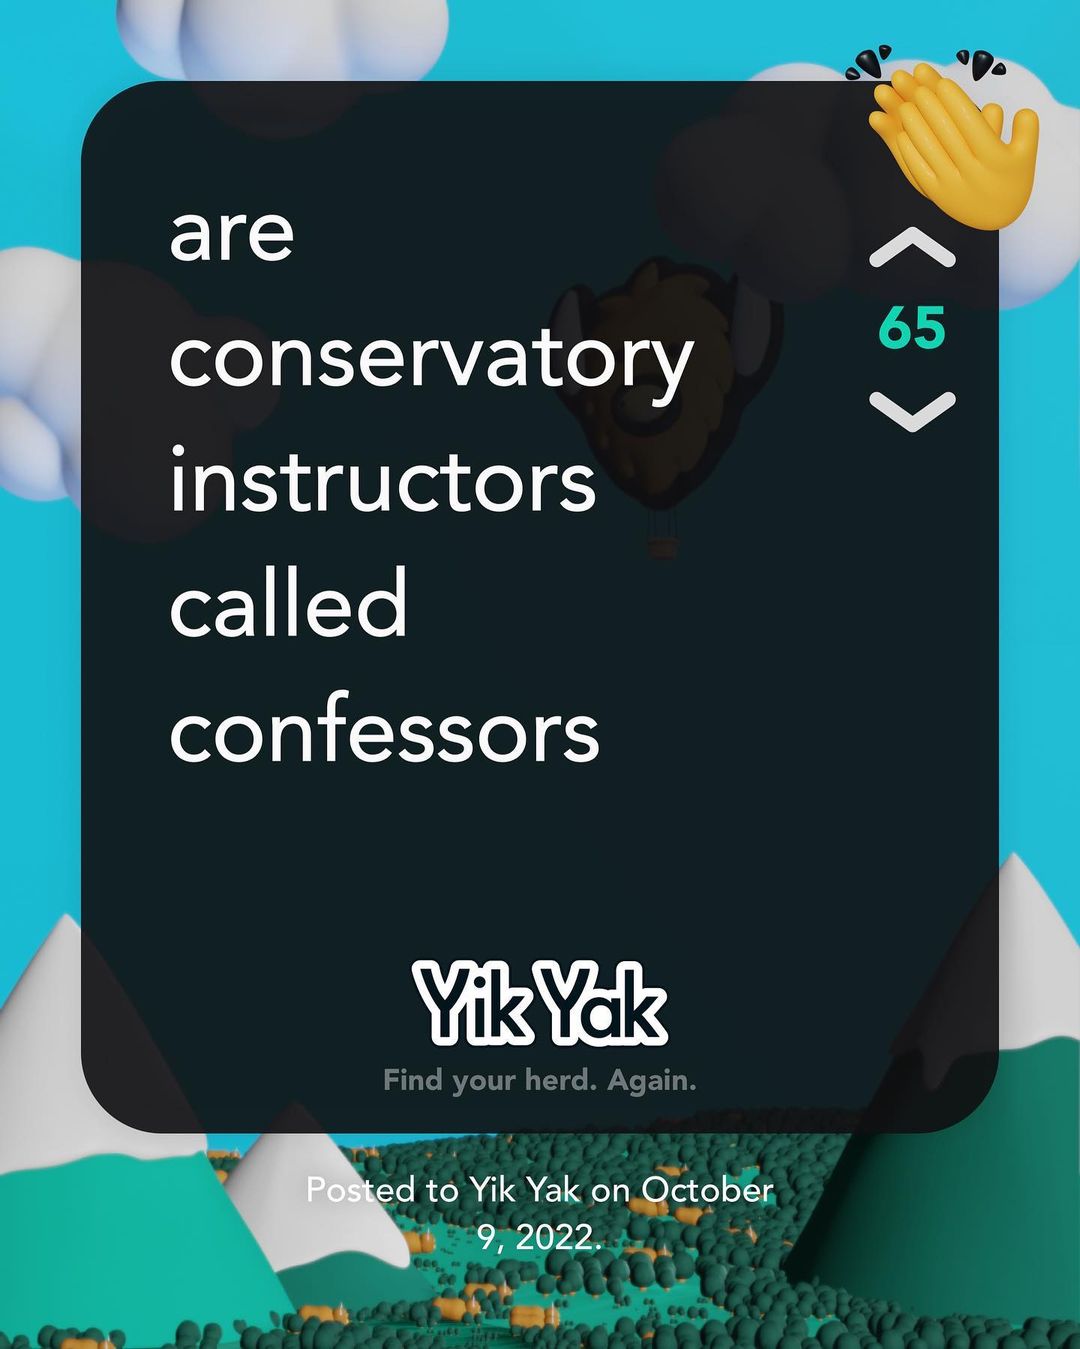 are
conservatory
instructors
called
confessors
65
Yik Yak
Find your herd. Again.
Posted to Yik Yak on October
9, 2022.